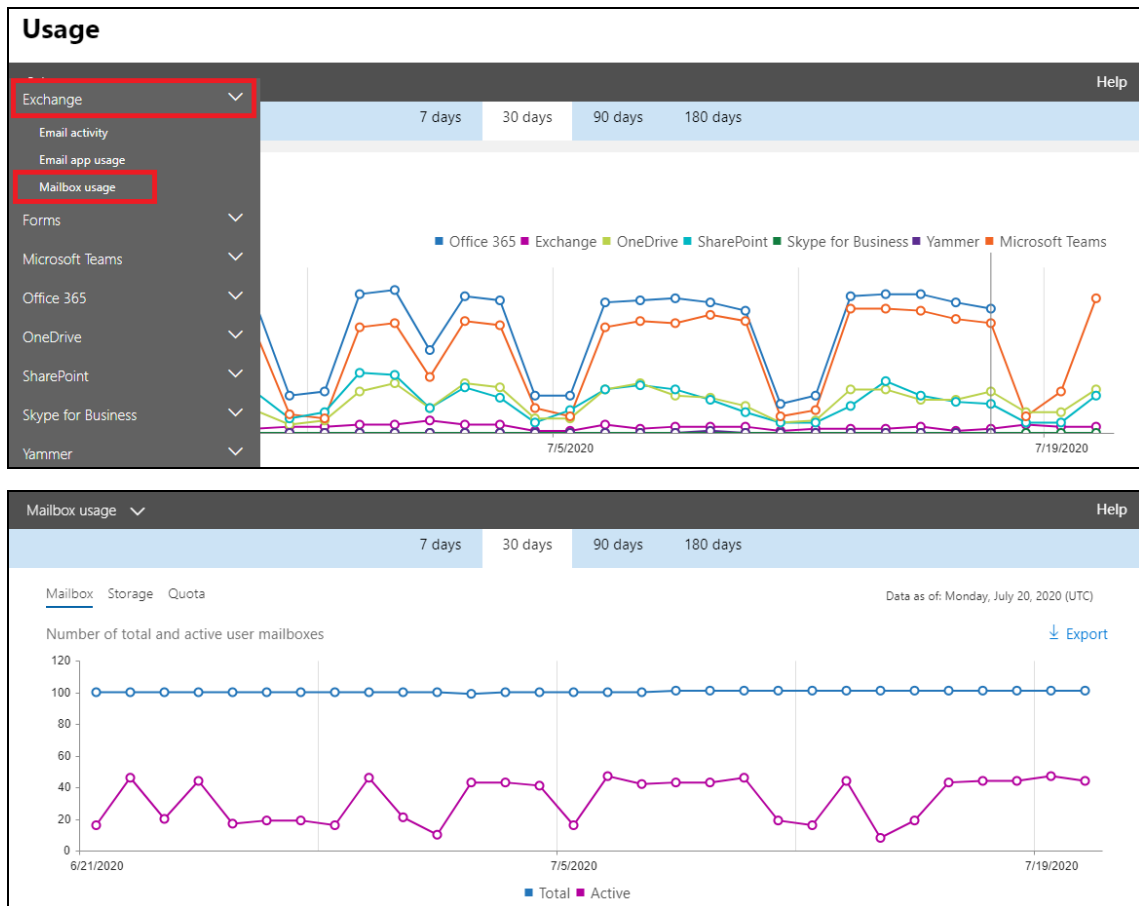 Usage
Help
Exchange
7 days 30 days 90 days 180 days
Email activity
Email app usage
Mailbox usage
Forms
Microsoft Teams
Office 365
OneDrive
SharePoint
Skype for Business
Yammer
Office 365 Exchange OneDrive SharePoint Skype for Business Yammer Microsoft Teams
7/5/2020 7/19/2020
Mailbox usage Help
7 days 30 days 90 days 180 days
Mailbox Storage Quota Data as of: Monday, July 20, 2020 (UTC)
Number of total and active user mailboxes Export
120
100
80
60
40
20
0
6/21/2020 7/5/2020 7/19/2020
Total Active